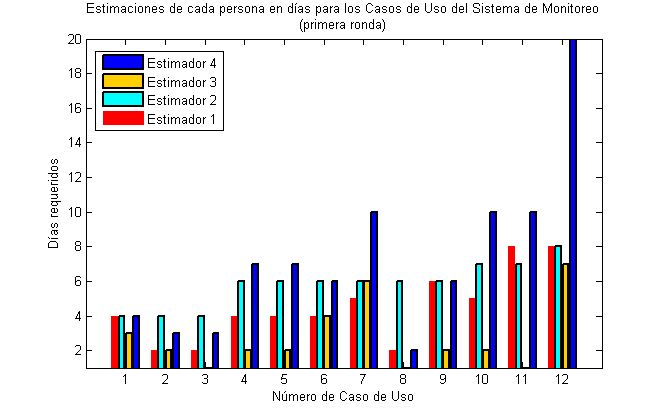 Estimaciones de cada persona en días para los Casos de Uso del Sistema de Monitoreo
(primera ronda)
20
18
16
14
12
10
8
6
4
2
Días requeridos
Estimador 4
Estimador 3
Estimador 2
Estimador 1
1 2 3 4 5 6 7 8 9 10 11 12
Número de Caso de Uso